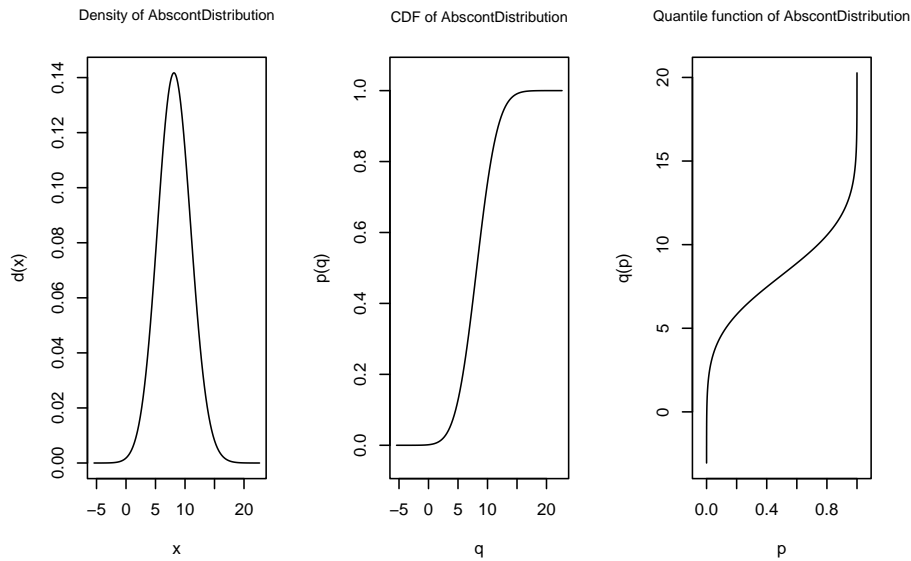 Density of AbscontDistribution
d(x)
0.00 0.02 0.04 0.06 0.08 0.10 0.12 0.14
−5 0 5 10 20
x
CDF of AbscontDistribution
p(q)
0.0 0.2 0.4 0.6 0.8 1.0
−5 0 5 10 20
q
Quantile function of AbscontDistribution
q(p)
0 5 10 15 20
0.0 0.4 0.8
p